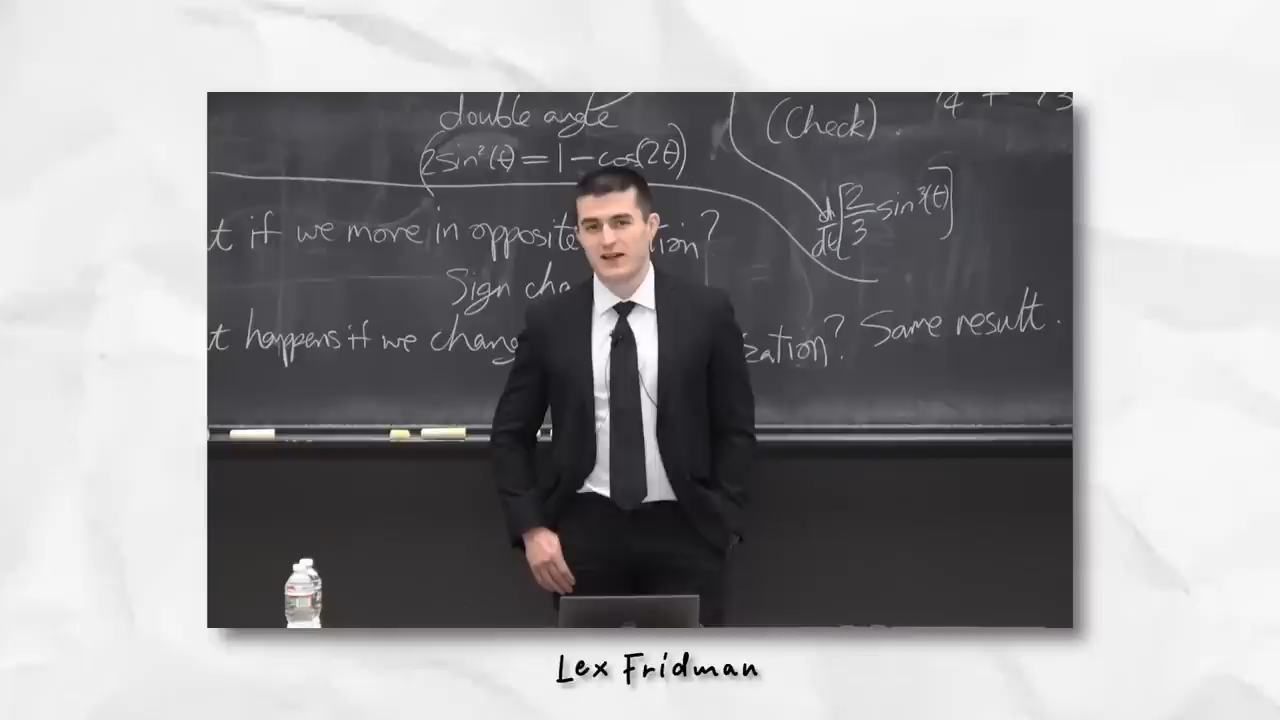 double angle
2sin²(t) = 1 - cos(2t)
(Check).
d/dt [2/3 sin³(t)]
t if we move in opposite tion?
Sign cha
t happens if we chang zation? Same result.
Lex Fridman